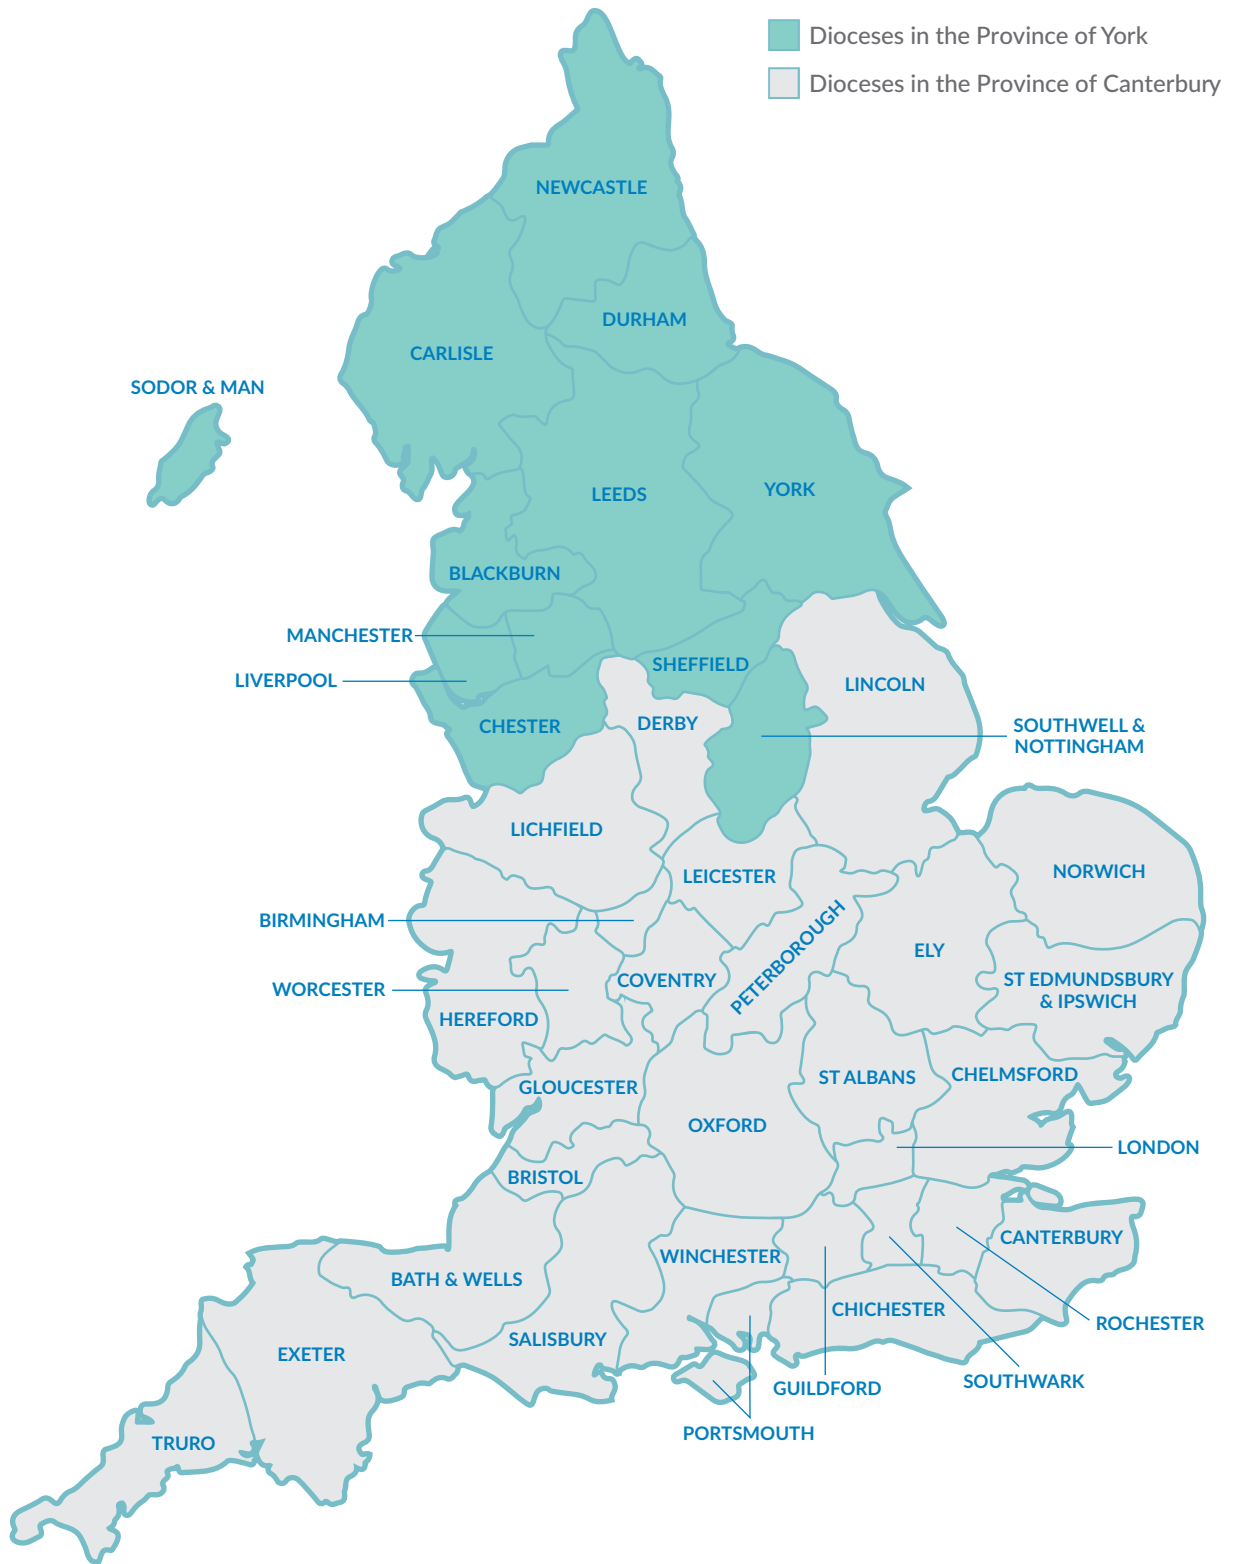 Dioceses in the Province of York
Dioceses in the Province of Canterbury
NEWCASTLE
DURHAM
CARLISLE
SODOR & MAN
YORK
LEEDS
BLACKBURN
MANCHESTER
SHEFFIELD
LIVERPOOL
LINCOLN
DERBY
CHESTER
SOUTHWELL &
NOTTINGHAM
LICHFIELD
NORWICH
LEICESTER
BIRMINGHAM
PETERBOROUGH
ELY
COVENTRY
ST EDMUNDSBURY
& IPSWICH
WORCESTER
HEREFORD
CHELMSFORD
ST ALBANS
GLOUCESTER
OXFORD
LONDON
BRISTOL
CANTERBURY
WINCHESTER
BATH & WELLS
CHICHESTER
ROCHESTER
SALISBURY
EXETER
SOUTHWARK
GUILDFORD
PORTSMOUTH
TRURO